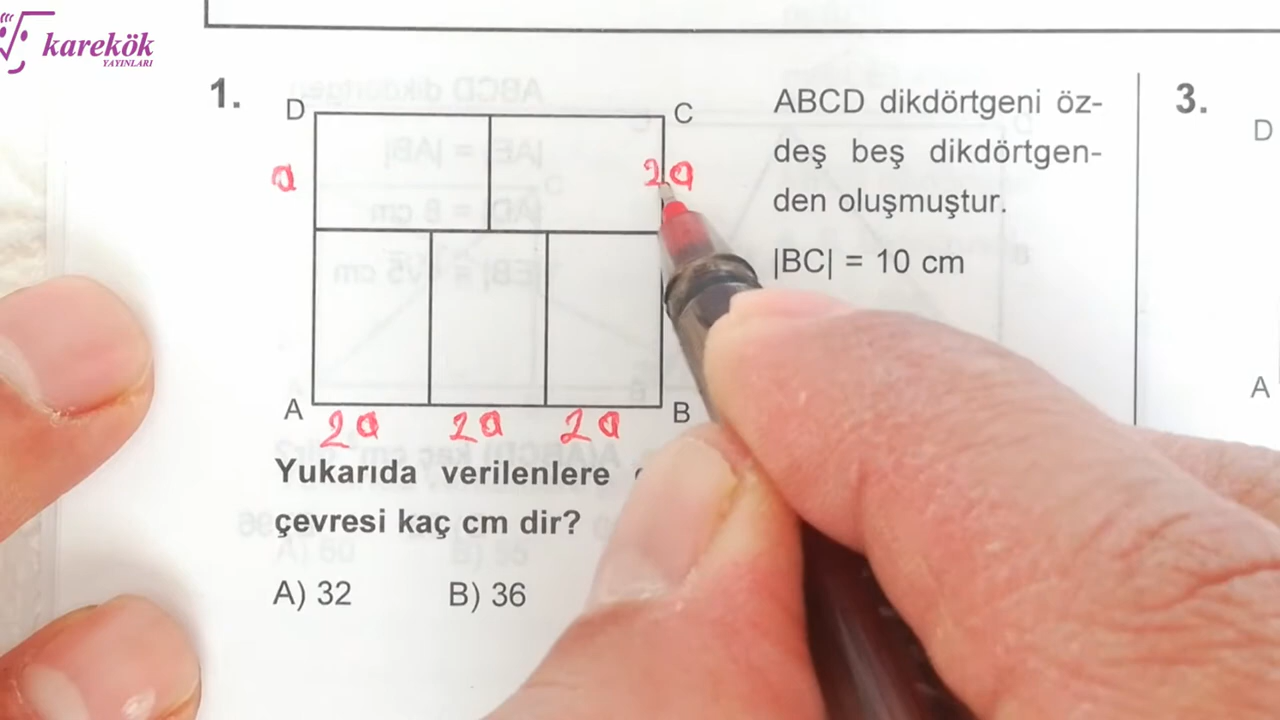 karekök
YAYINLARI
1.
D
C
a
2a
A
B
2a 2a 2a
ABCD dikdörtgeni öz-
deş beş dikdörtgen-
den oluşmuştur.
|BC| = 10 cm
Yukarıda verilenlere
çevresi kaç cm dir?
A) 32 B) 36
3.
D
A